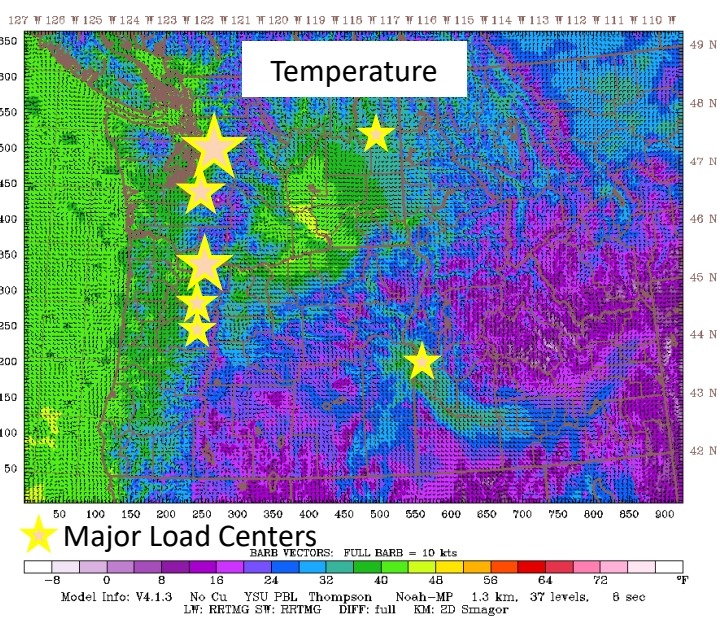 127 W 126 W 125 W 124 W 123 W 122 W 121 W 120 W 119 W 118 W 117 W 116 W 115 W 114 W 113 W 112 W 111 W 110 W
Temperature
650
600
550
500
450
400
350
300
250
200
150
100
50
49 N
48 N
47 N
46 N
45 N
44 N
43 N
42 N
50 100 150 200 250 300 350 400 450 500 550 600 650 700 750 800 850 900
Major Load Centers
BARB VECTORS: FULL BARB = 10 kts
-8 0 8 16 24 32 40 48 56 64 72 °F
Model Info: V4.1.3 No Cu YSU PBL Thompson Noah-MP 1.3 km, 37 levels, 6 sec
LW: RRTMG SW: RRTMG DIFF: full KM: 2D Smagor